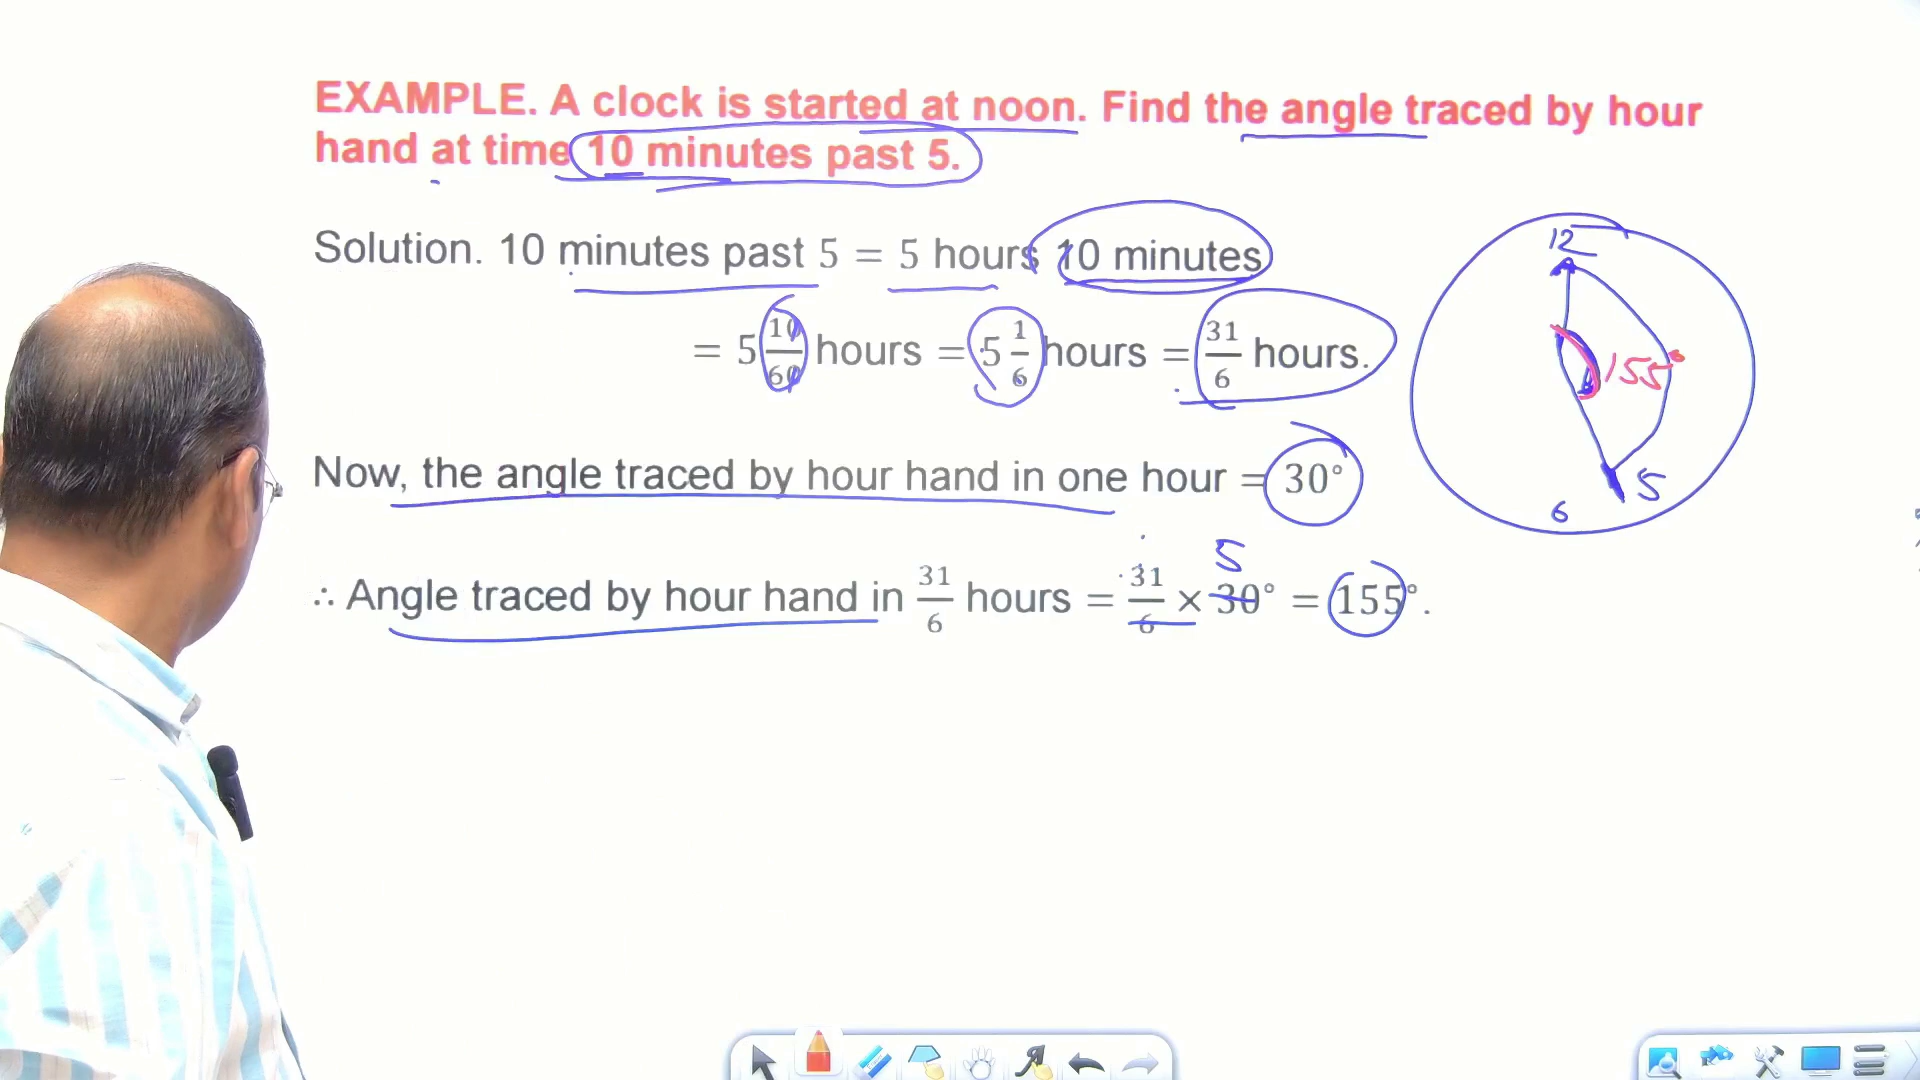 EXAMPLE. A clock is started at noon. Find the angle traced by hour
hand at time 10 minutes past 5.
Solution. 10 minutes past 5 = 5 hours 10 minutes
= 5 10/60 hours = 5 1/6 hours = 31/6 hours.
Now, the angle traced by hour hand in one hour = 30°
5
∴ Angle traced by hour hand in 31/6 hours = 31/6 × 30° = 155°.
12
155°
5
6